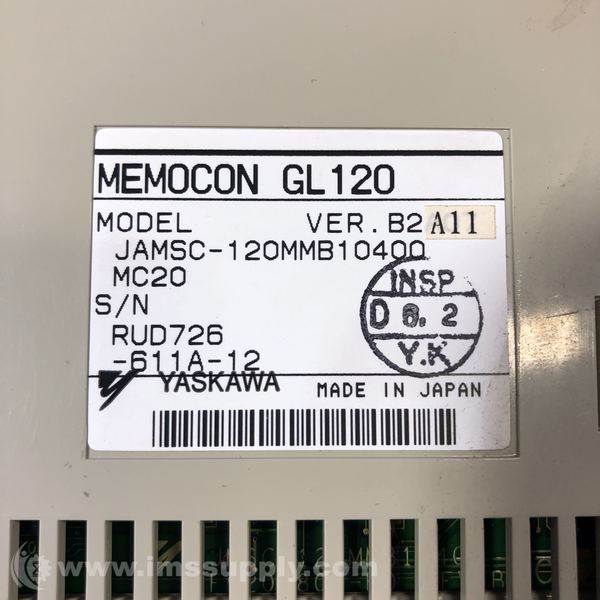 MEMOCON GL120
MODEL VER. B2 A11
JAMSC-120MMB10400
MC20
S/N
RUD726
-611A-12
INSP
D 6. 2
Y.K
YASKAWA MADE IN JAPAN
© www.imssupply.com